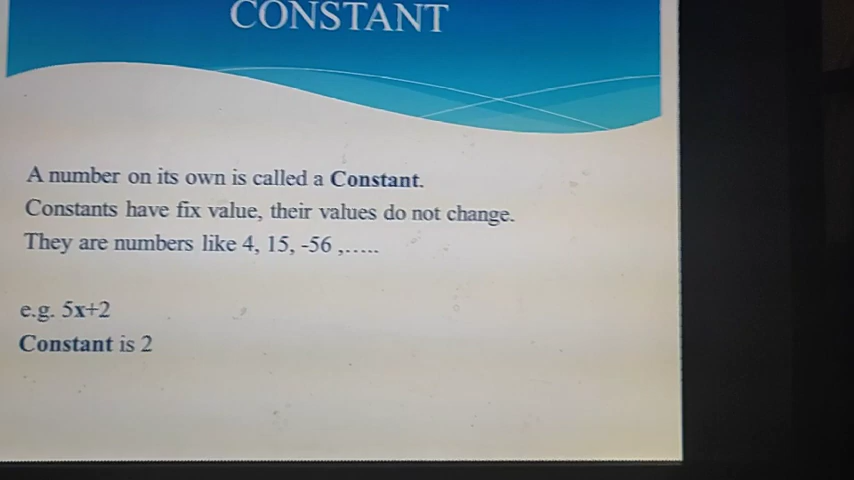 CONSTANT
A number on its own is called a Constant.
Constants have fix value, their values do not change.
They are numbers like 4, 15, -56 ,.....
e.g. 5x+2
Constant is 2